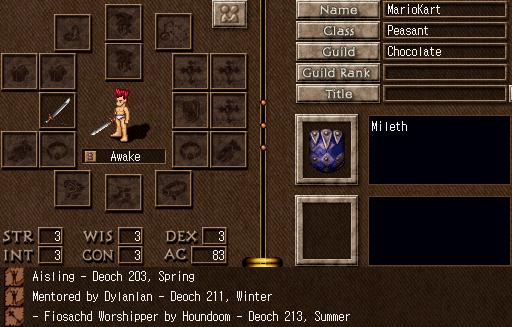 Name MarioKart
Class Peasant
Guild Chocolate
Guild Rank
Title
Mileth
Awake
STR 3 WIS 3 DEX 3
INT 3 CON 3 AC 83
Aisling - Deoch 203, Spring
Mentored by Dylanlan - Deoch 211, Winter
- Fiosachd Worshipper by Houndoom - Deoch 213, Summer